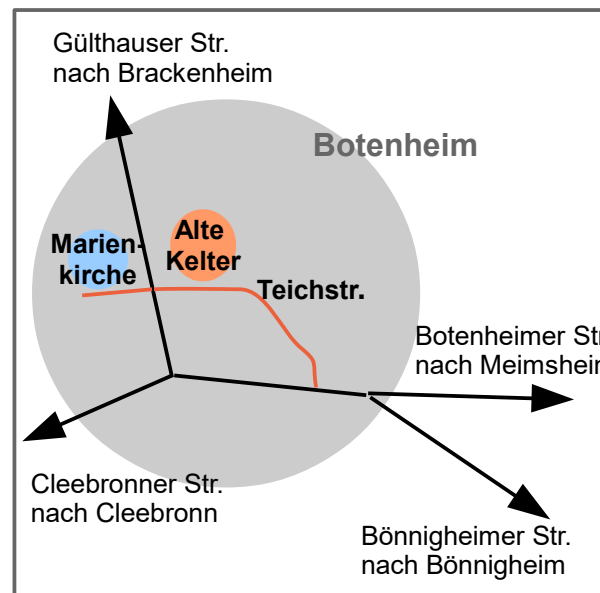 Gülthauser Str.
nach Brackenheim
Botenheim
Marien-
kirche
Alte
Kelter
Teichstr.
Botenheimer Str
nach Meimsheim
Cleebronner Str.
nach Cleebronn
Bönnigheimer Str.
nach Bönnigheim